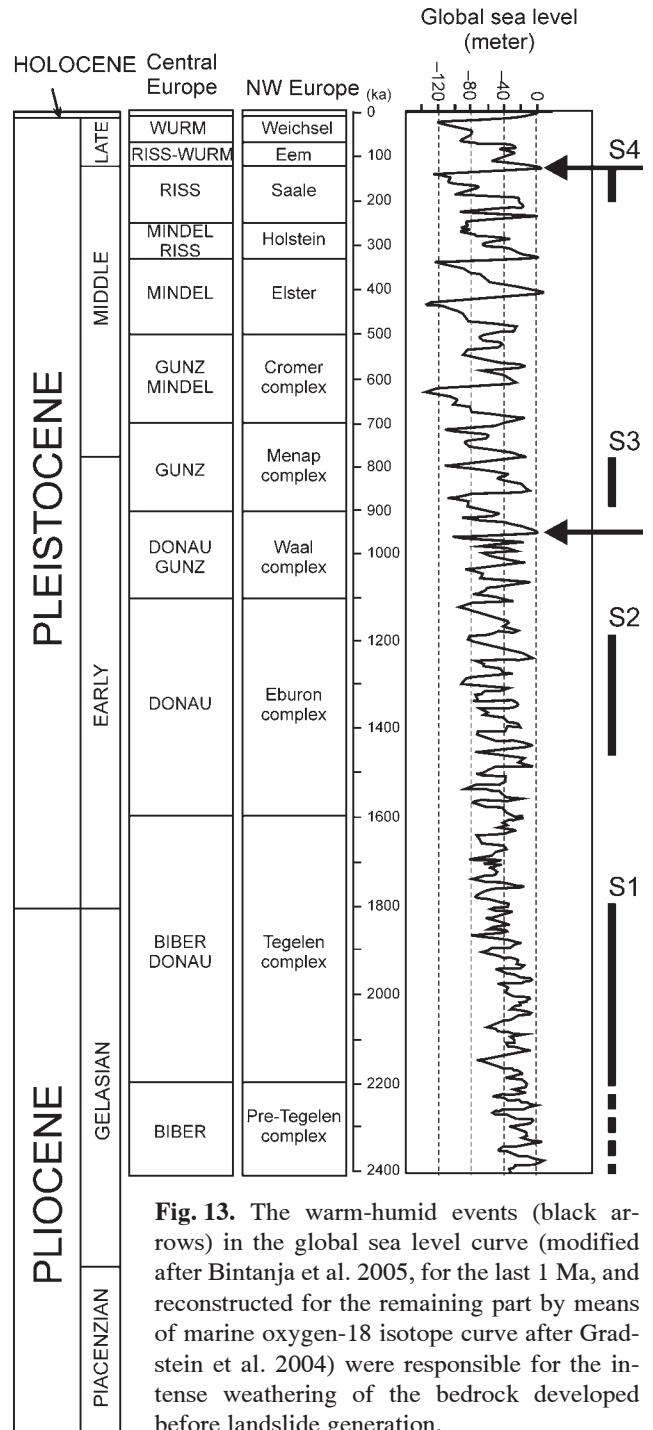 Global sea level
(meter)
HOLOCENE
Central
Europe
NW Europe
(ka)
-120
-80
-40
0
PLEISTOCENE
PLIOCENE
LATE
MIDDLE
EARLY
GELASIAN
PIACENZIAN
WURM
RISS-WURM
RISS
MINDEL
RISS
MINDEL
GUNZ
MINDEL
GUNZ
DONAU
GUNZ
DONAU
BIBER
DONAU
BIBER
Weichsel
Eem
Saale
Holstein
Elster
Cromer
complex
Menap
complex
Waal
complex
Eburon
complex
Tegelen
complex
Pre-Tegelen
complex
0
100
200
300
400
500
600
700
800
900
1000
1200
1400
1600
1800
2000
2200
2400
S4
S3
S2
S1
Fig. 13. The warm-humid events (black ar-
rows) in the global sea level curve (modified
after Bintanja et al. 2005, for the last 1 Ma, and
reconstructed for the remaining part by means
of marine oxygen-18 isotope curve after Grad-
stein et al. 2004) were responsible for the in-
tense weathering of the bedrock developed
before landslide generation.